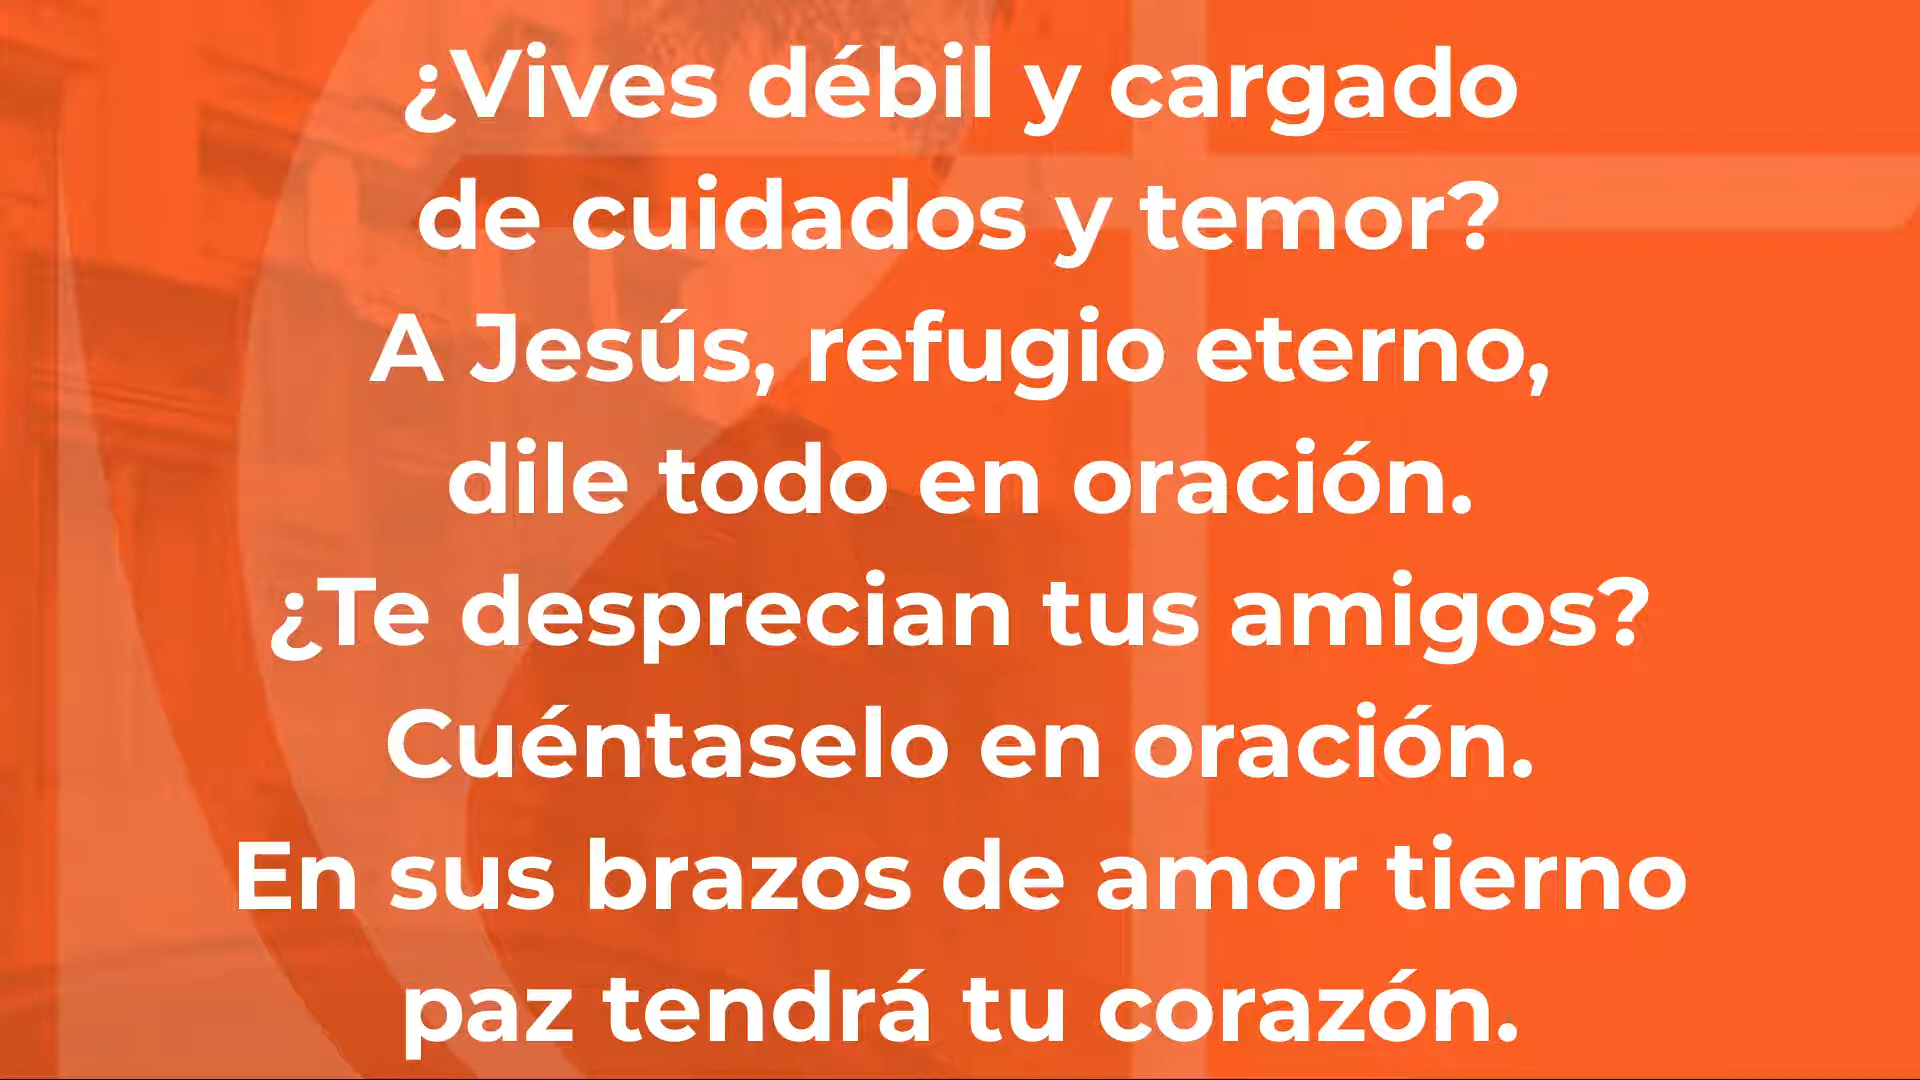 ¿Vives débil y cargado
de cuidados y temor?
A Jesús, refugio eterno,
dile todo en oración.
¿Te desprecian tus amigos?
Cuéntaselo en oración.
En sus brazos de amor tierno
paz tendrá tu corazón.